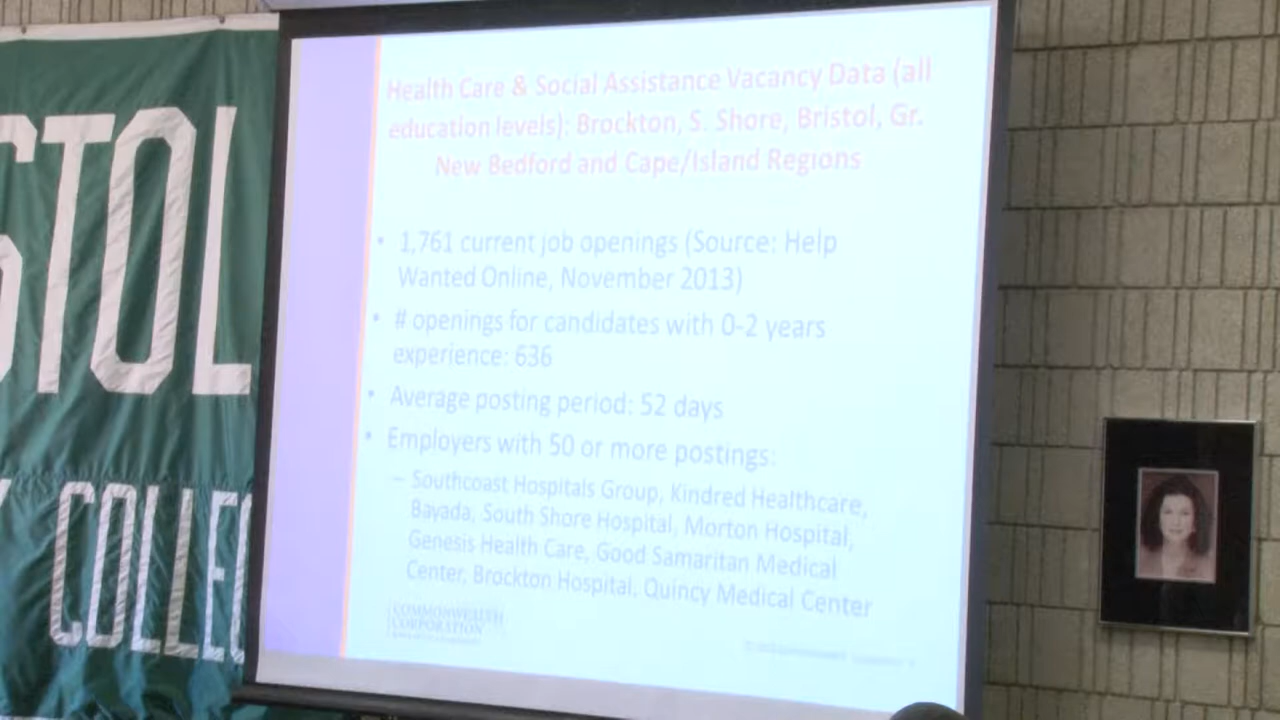 STOL
COLLE
Health Care & Social Assistance Vacancy Data (all
education levels): Brockton, S. Shore, Bristol, Gr.
New Bedford and Cape/Island Regions
• 1,761 current job openings (Source: Help
Wanted Online, November 2013)
• # openings for candidates with 0-2 years
experience: 636
• Average posting period: 52 days
• Employers with 50 or more postings:
– Southcoast Hospitals Group, Kindred Healthcare,
Bayada, South Shore Hospital, Morton Hospital,
Genesis Health Care, Good Samaritan Medical
Center, Brockton Hospital, Quincy Medical Center
COMMONWEALTH
CORPORATION